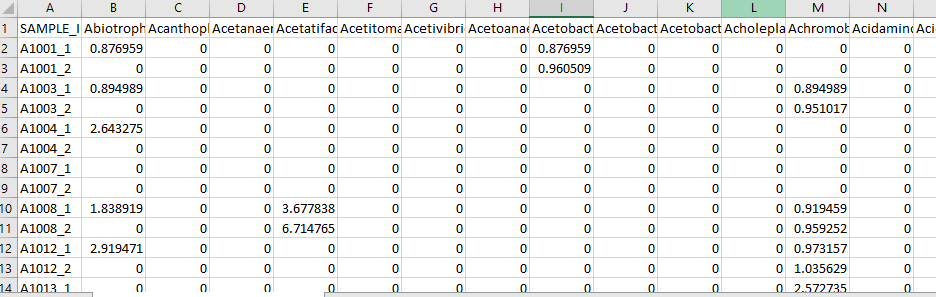 A B C D E F G H I J K L M N
1 SAMPLE_I Abiotroph Acanthopl Acetanaer Acetatifac Acetitoma Acetivibri Acetoanae Acetobact Acetobact Acetobact Acholepla Achromob Acidamino Aci
2 A1001_1 0.876959 0 0 0 0 0 0 0.876959 0 0 0 0 0
3 A1001_2 0 0 0 0 0 0 0 0.960509 0 0 0 0 0
4 A1003_1 0.894989 0 0 0 0 0 0 0 0 0 0 0.894989 0
5 A1003_2 0 0 0 0 0 0 0 0 0 0 0 0.951017 0
6 A1004_1 2.643275 0 0 0 0 0 0 0 0 0 0 0 0
7 A1004_2 0 0 0 0 0 0 0 0 0 0 0 0 0
8 A1007_1 0 0 0 0 0 0 0 0 0 0 0 0 0
9 A1007_2 0 0 0 0 0 0 0 0 0 0 0 0 0
10 A1008_1 1.838919 0 0 3.677838 0 0 0 0 0 0 0 0.919459 0
11 A1008_2 0 0 0 6.714765 0 0 0 0 0 0 0 0.959252 0
12 A1012_1 2.919471 0 0 0 0 0 0 0 0 0 0 0.973157 0
13 A1012_2 0 0 0 0 0 0 0 0 0 0 0 1.035629 0
14 A1013_1 0 0 0 0 0 0 0 0 0 0 0 2.572735 0